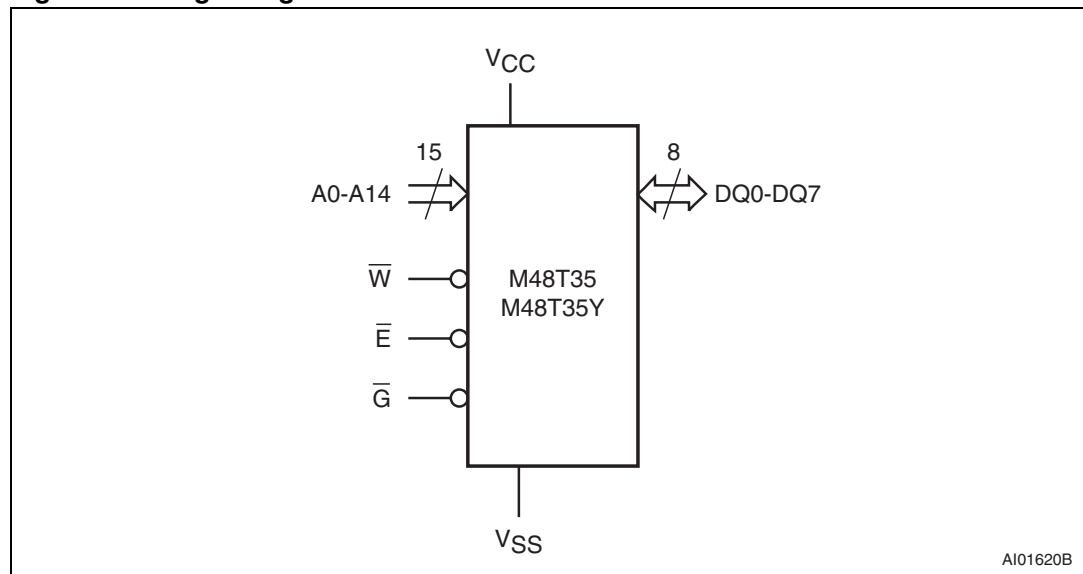 VCC
15
8
A0-A14
DQ0-DQ7
W̅
M48T35
M48T35Y
E̅
G̅
VSS
AI01620B